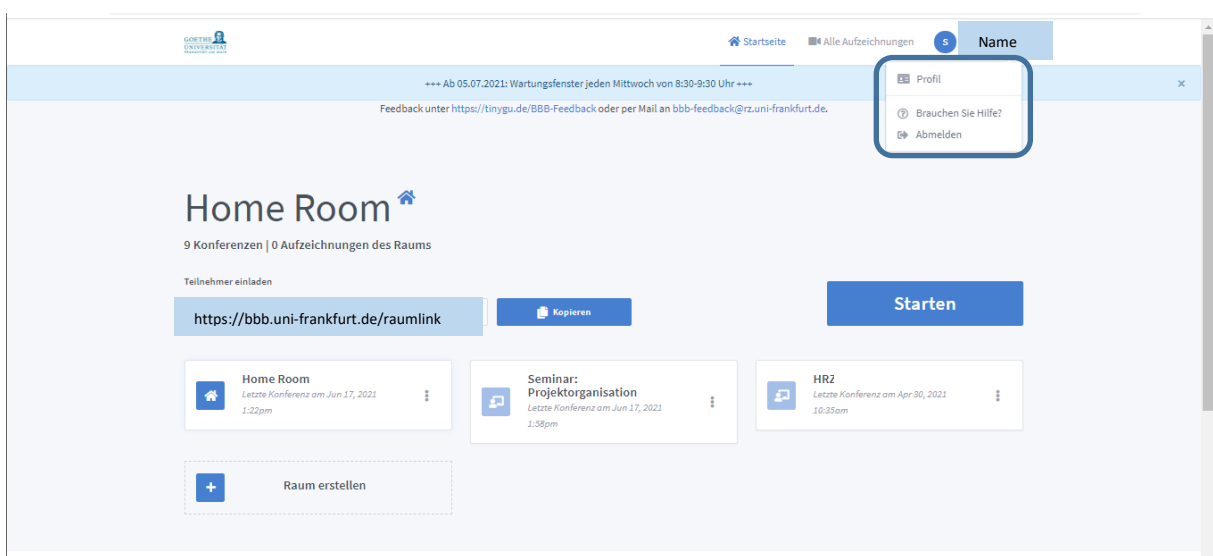 GOETHE
UNIVERSITÄT
FRANKFURT AM MAIN
Startseite
Alle Aufzeichnungen
S
Name
+++ Ab 05.07.2021: Wartungsfenster jeden Mittwoch von 8:30-9:30 Uhr +++
×
Profil
Brauchen Sie Hilfe?
Abmelden
Feedback unter https://tinygu.de/BBB-Feedback oder per Mail an bbb-feedback@rz.uni-frankfurt.de.
Home Room
9 Konferenzen | 0 Aufzeichnungen des Raums
Teilnehmer einladen
https://bbb.uni-frankfurt.de/raumlink
Kopieren
Starten
Home Room
Letzte Konferenz am Jun 17, 2021
1:22pm
Seminar:
Projektorganisation
Letzte Konferenz am Jun 17, 2021
1:58pm
HRZ
Letzte Konferenz am Apr 30, 2021
10:35am
Raum erstellen